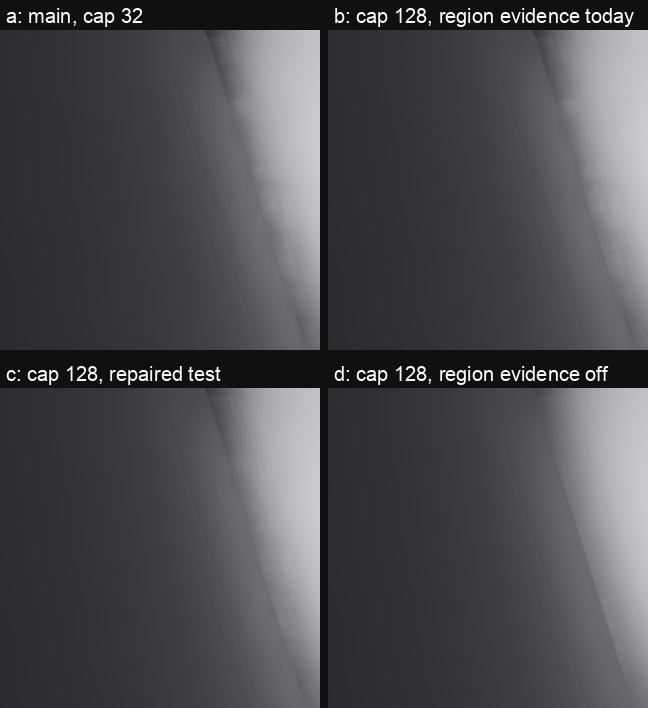 a: main, cap 32
b: cap 128, region evidence today
c: cap 128, repaired test
d: cap 128, region evidence off